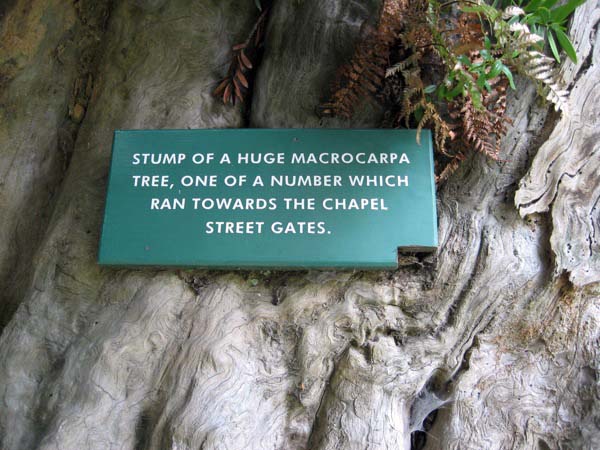 STUMP OF A HUGE MACROCARPA
TREE, ONE OF A NUMBER WHICH
RAN TOWARDS THE CHAPEL
STREET GATES.